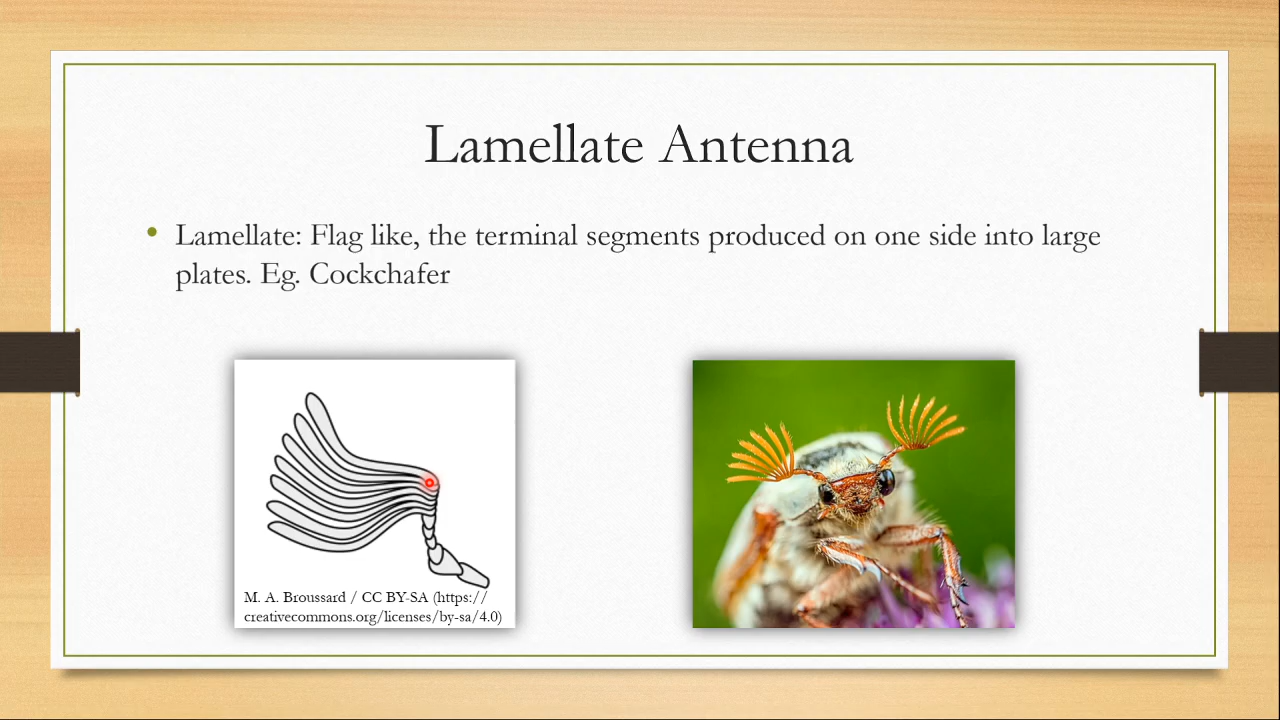 Lamellate Antenna
• Lamellate: Flag like, the terminal segments produced on one side into large
plates. Eg. Cockchafer
M. A. Broussard / CC BY-SA (https://
creativecommons.org/licenses/by-sa/4.0)